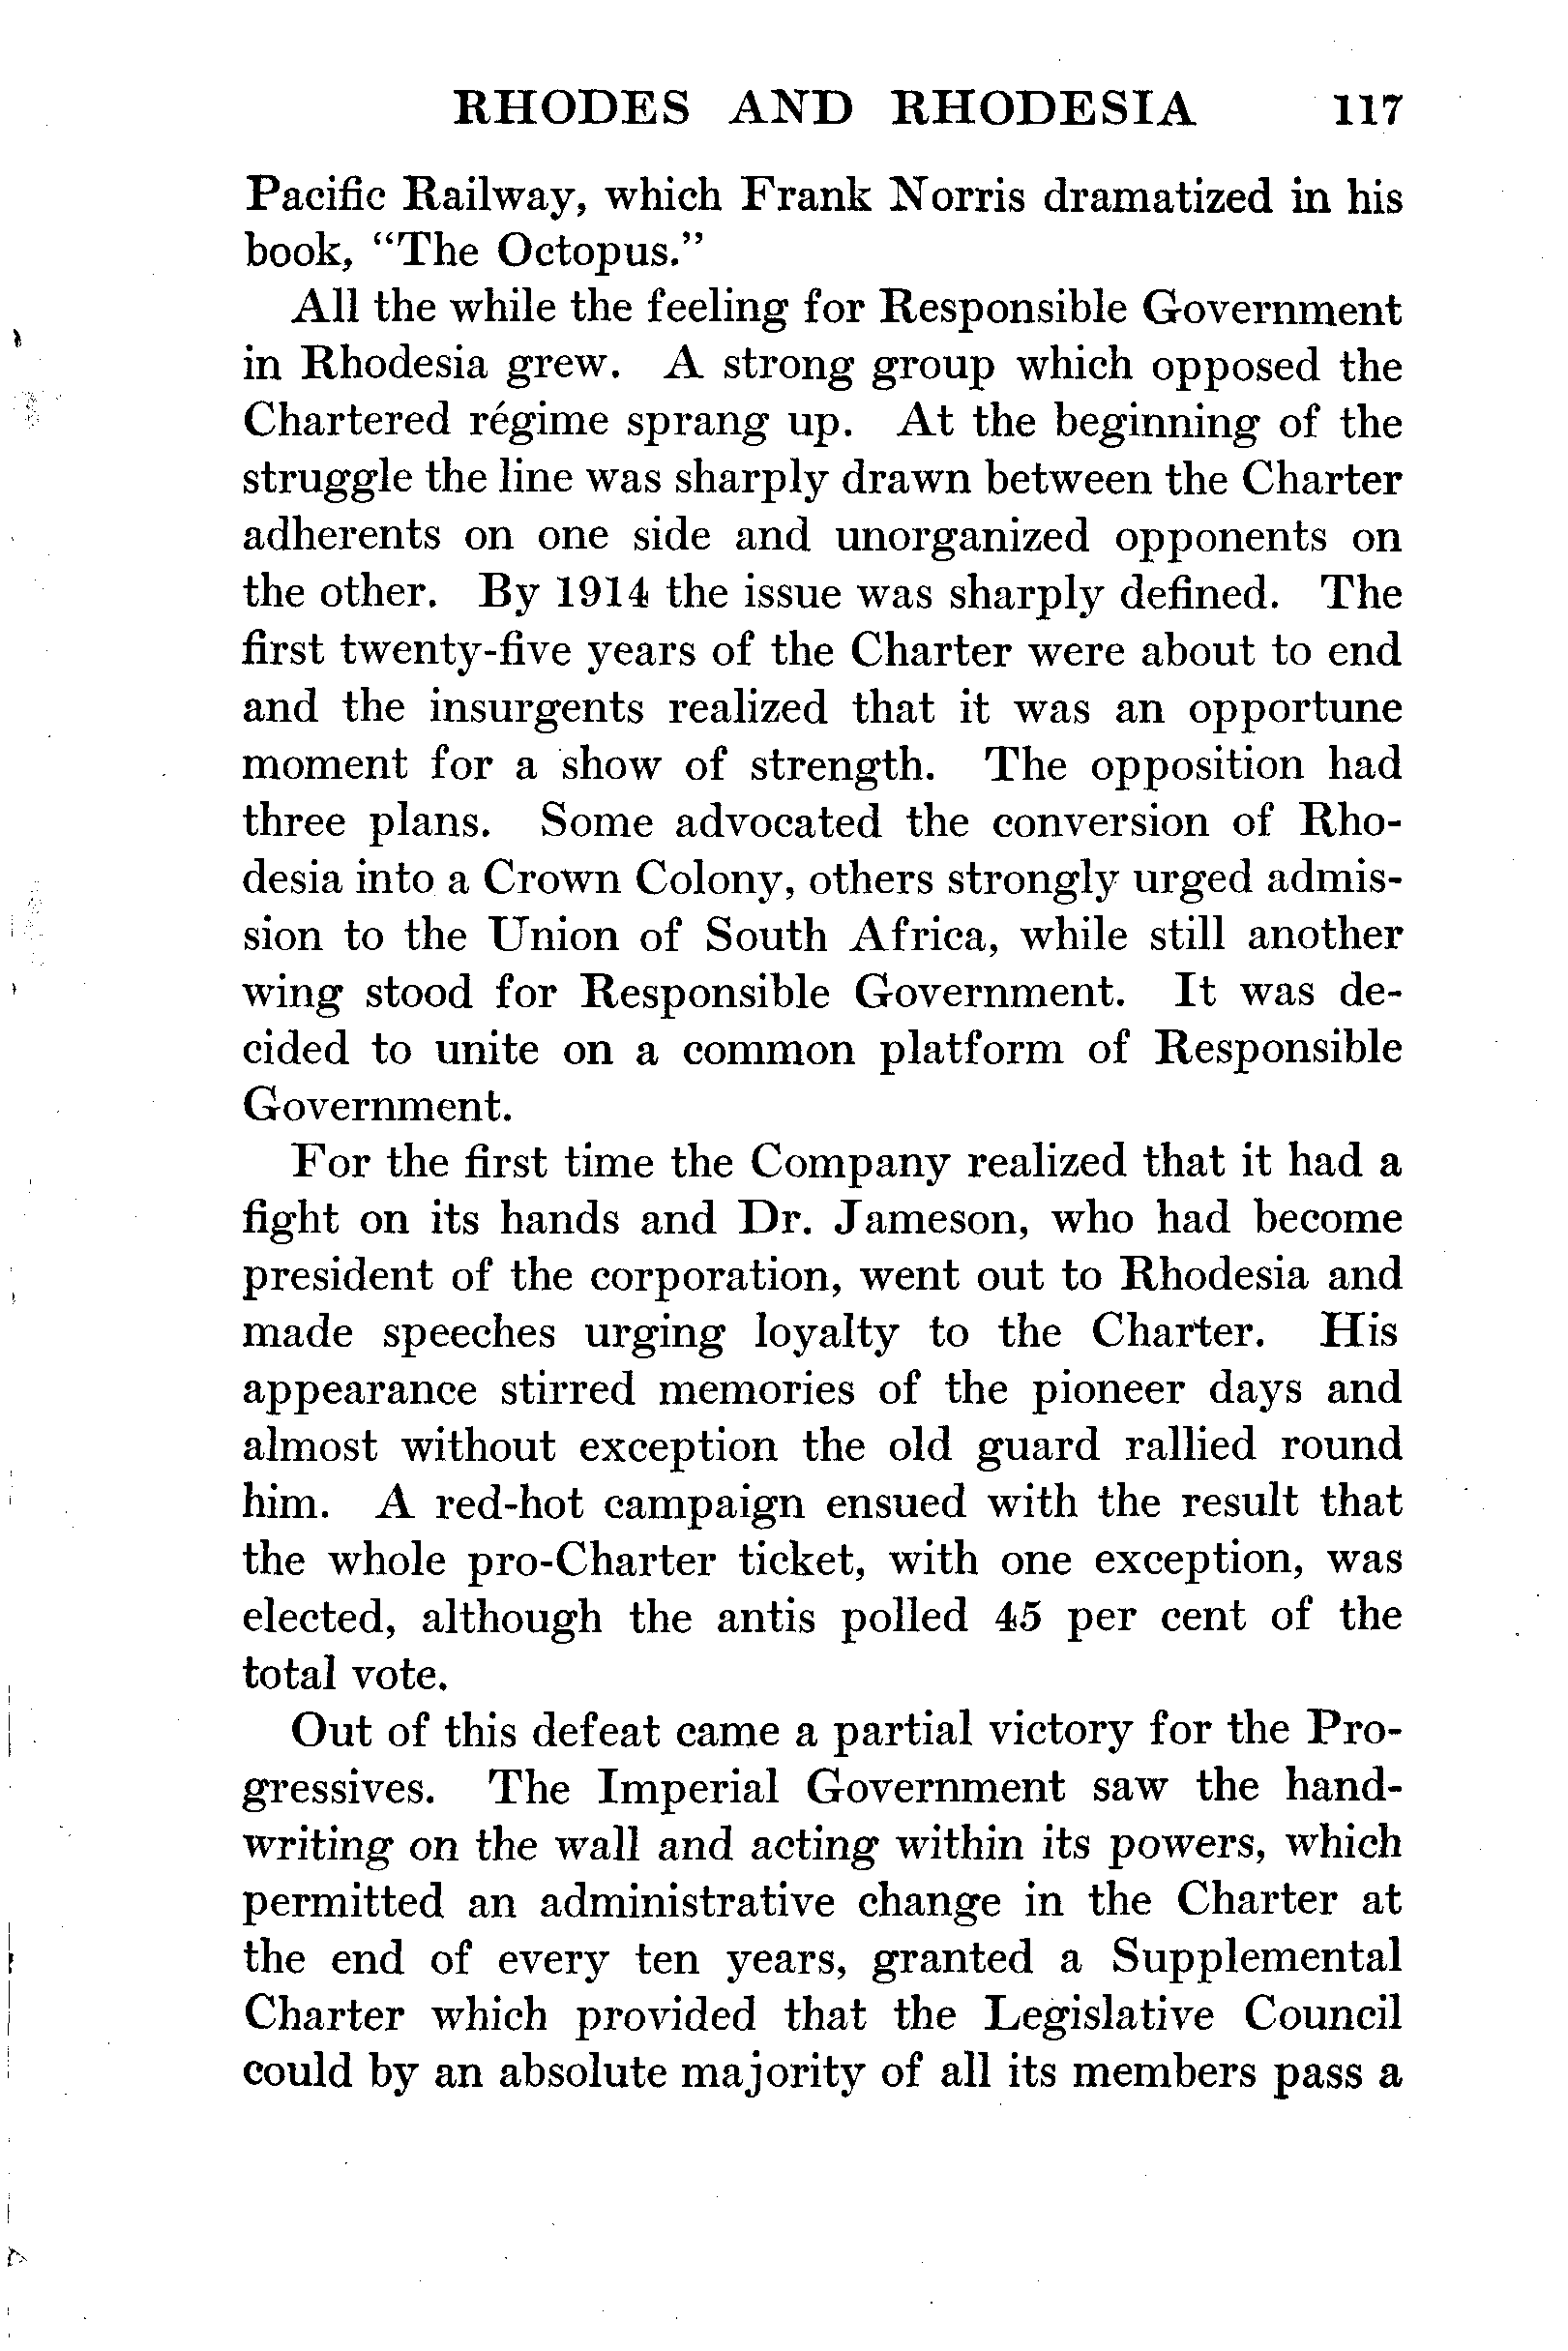 RHODES AND RHODESIA 117
Pacific Railway, which Frank Norris dramatized in his
book, “The Octopus.”
All the while the feeling for Responsible Government
in Rhodesia grew. A strong group which opposed the
Chartered régime sprang up. At the beginning of the
struggle the line was sharply drawn between the Charter
adherents on one side and unorganized opponents on
the other. By 1914 the issue was sharply defined. The
first twenty-five years of the Charter were about to end
and the insurgents realized that it was an opportune
moment for a show of strength. The opposition had
three plans. Some advocated the conversion of Rho-
desia into a Crown Colony, others strongly urged admis-
sion to the Union of South Africa, while still another
wing stood for Responsible Government. It was de-
cided to unite on a common platform of Responsible
Government.
For the first time the Company realized that it had a
fight on its hands and Dr. Jameson, who had become
president of the corporation, went out to Rhodesia and
made speeches urging loyalty to the Charter. His
appearance stirred memories of the pioneer days and
almost without exception the old guard rallied round
him. A red-hot campaign ensued with the result that
the whole pro-Charter ticket, with one exception, was
elected, although the antis polled 45 per cent of the
total vote.
Out of this defeat came a partial victory for the Pro-
gressives. The Imperial Government saw the hand-
writing on the wall and acting within its powers, which
permitted an administrative change in the Charter at
the end of every ten years, granted a Supplemental
Charter which provided that the Legislative Council
could by an absolute majority of all its members pass a